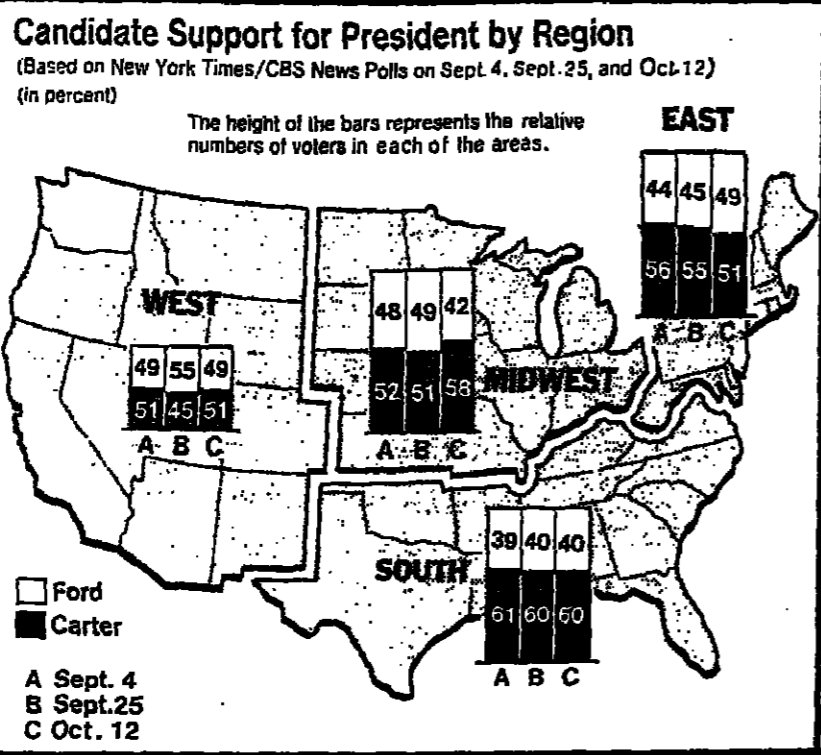 Candidate Support for President by Region
(Based on New York Times/CBS News Polls on Sept. 4, Sept. 25, and Oct. 12)
(in percent)
The height of the bars represents the relative
numbers of voters in each of the areas.
EAST
44 45 49
56 55 51
A B C
WEST
49 55 49
51 45 51
A B C
48 49 42
52 51 58
MIDWEST
A B C
39 40 40
SOUTH
61 60 60
A B C
Ford
Carter
A Sept. 4
B Sept.25
C Oct. 12